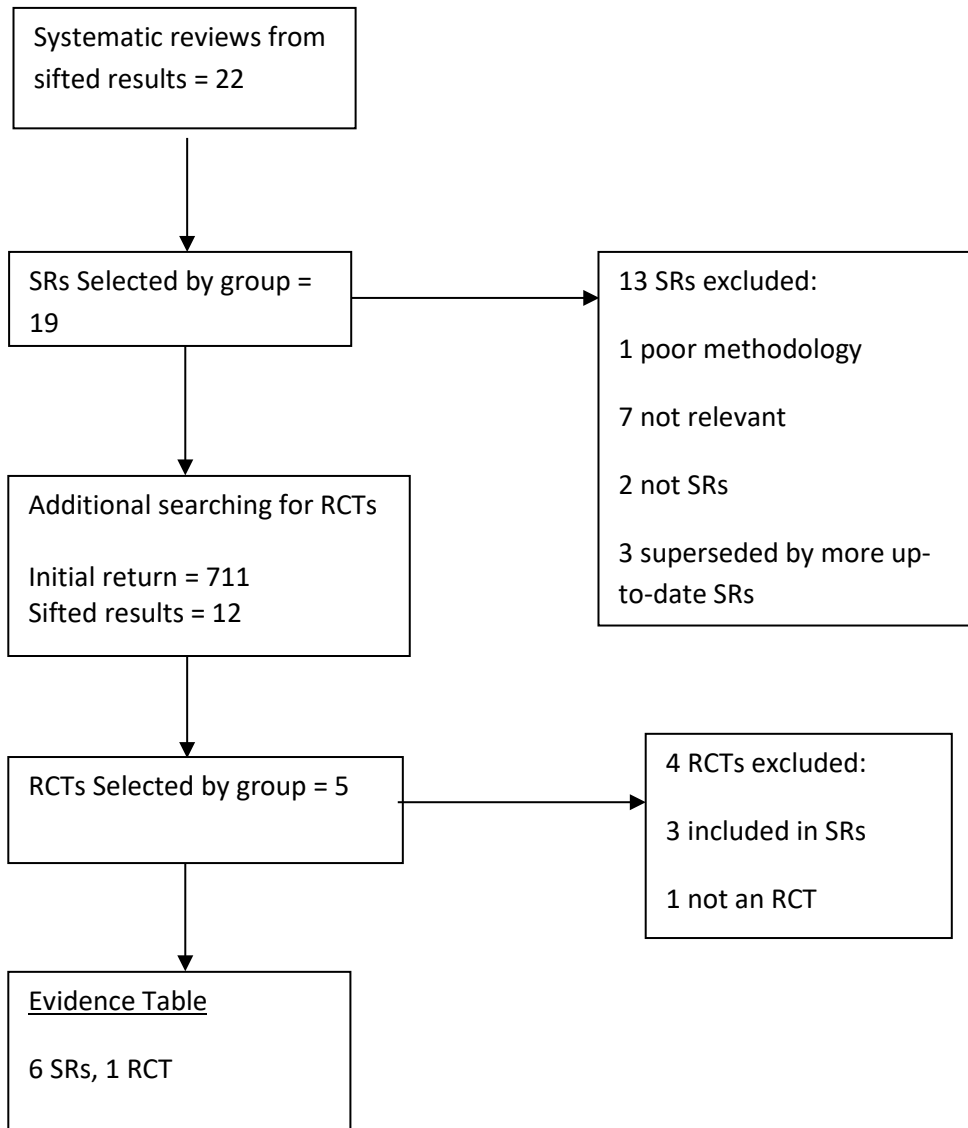 Systematic reviews from
sifted results = 22
SRs Selected by group =
19
13 SRs excluded:
1 poor methodology
7 not relevant
2 not SRs
3 superseded by more up-
to-date SRs
Additional searching for RCTs
Initial return = 711
Sifted results = 12
RCTs Selected by group = 5
4 RCTs excluded:
3 included in SRs
1 not an RCT
Evidence Table
6 SRs, 1 RCT